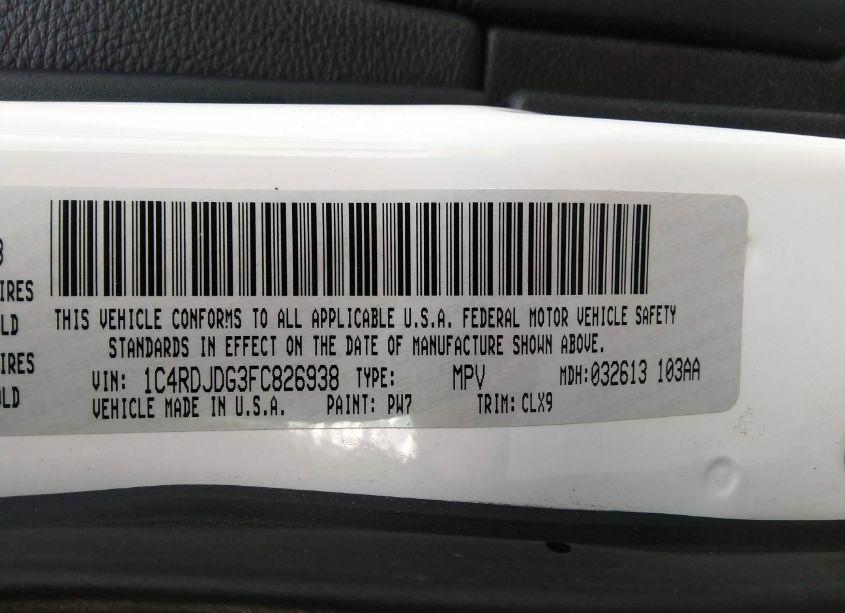 THIS VEHICLE CONFORMS TO ALL APPLICABLE U.S.A. FEDERAL MOTOR VEHICLE SAFETY
STANDARDS IN EFFECT ON THE DATE OF MANUFACTURE SHOWN ABOVE.
VIN: 1C4RDJDG3FC826938 TYPE: MPV MDH:032613 103AA
VEHICLE MADE IN U.S.A. PAINT: PW7 TRIM: CLX9